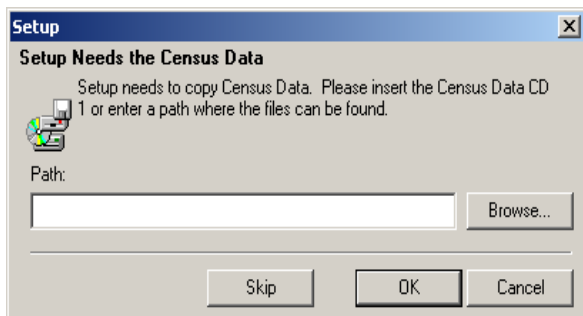 Setup
Setup Needs the Census Data
Setup needs to copy Census Data. Please insert the Census Data CD
1 or enter a path where the files can be found.
Path:
Browse...
Skip
OK
Cancel